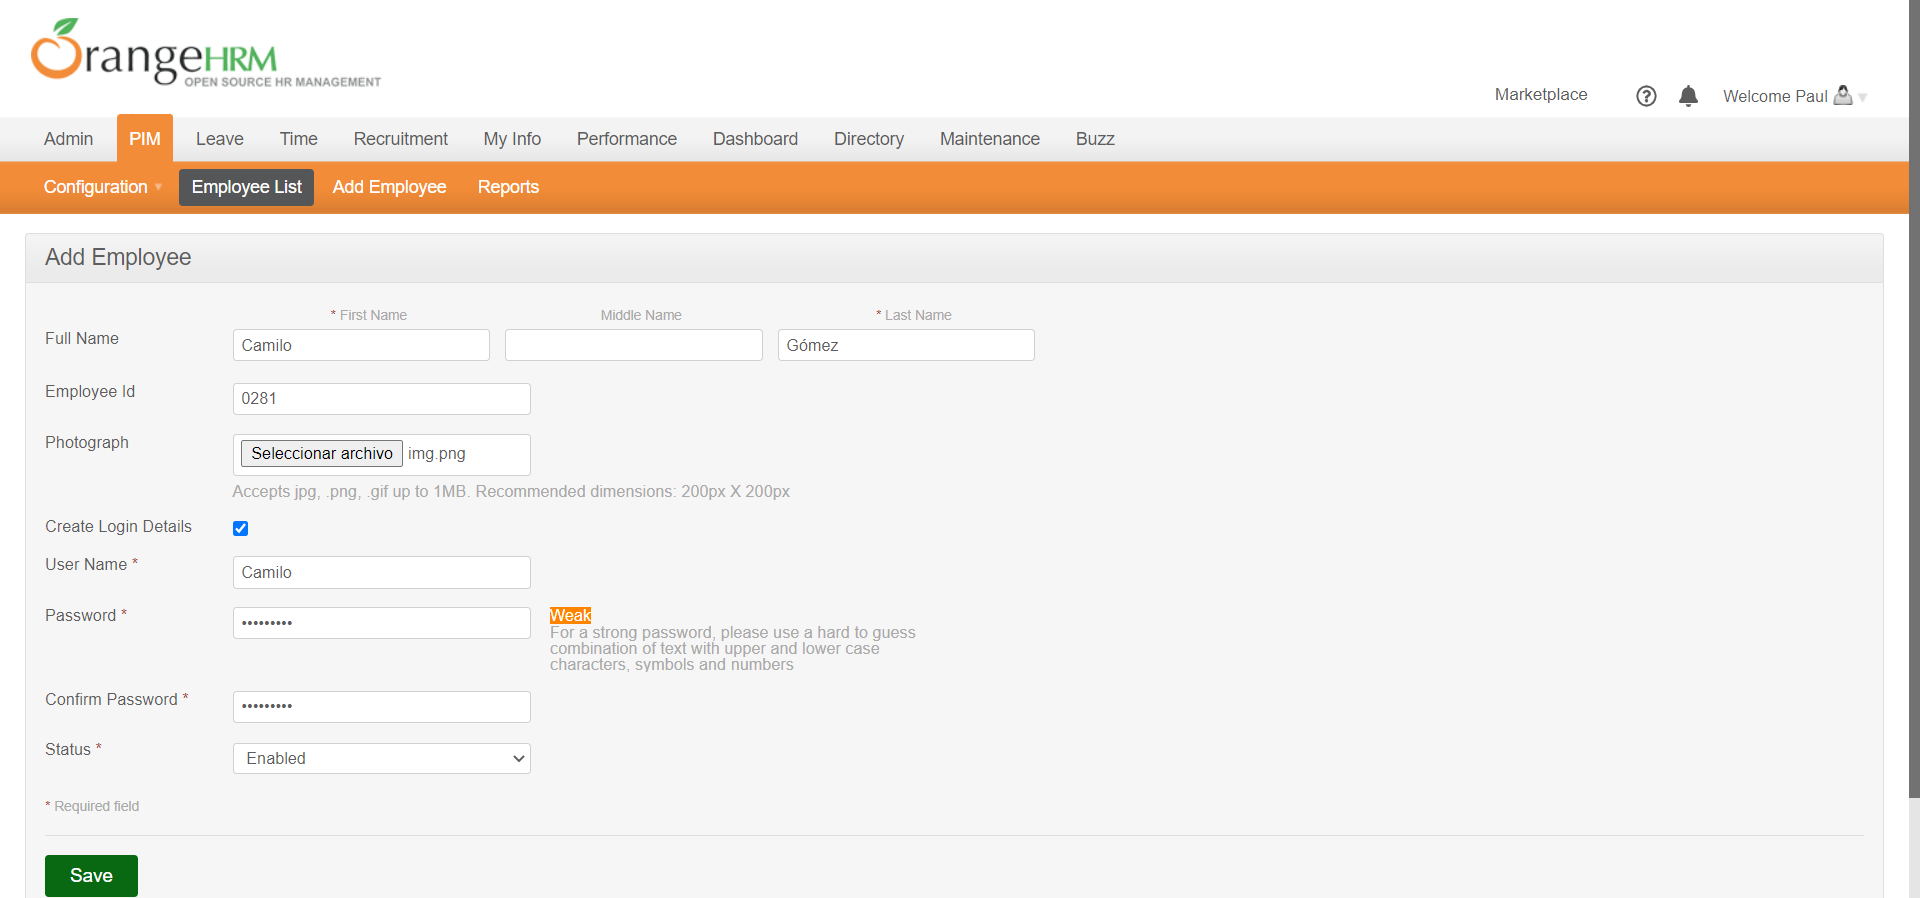 OrangeHRM
OPEN SOURCE HR MANAGEMENT
Marketplace
Welcome Paul
Admin PIM Leave Time Recruitment My Info Performance Dashboard Directory Maintenance Buzz
Configuration Employee List Add Employee Reports
Add Employee
* First Name Middle Name * Last Name
Full Name
Camilo Gómez
Employee Id
0281
Photograph
Seleccionar archivo img.png
Accepts jpg, .png, .gif up to 1MB. Recommended dimensions: 200px X 200px
Create Login Details
User Name *
Camilo
Password *
•••••••••
Weak
For a strong password, please use a hard to guess
combination of text with upper and lower case
characters, symbols and numbers
Confirm Password *
•••••••••
Status *
Enabled
* Required field
Save